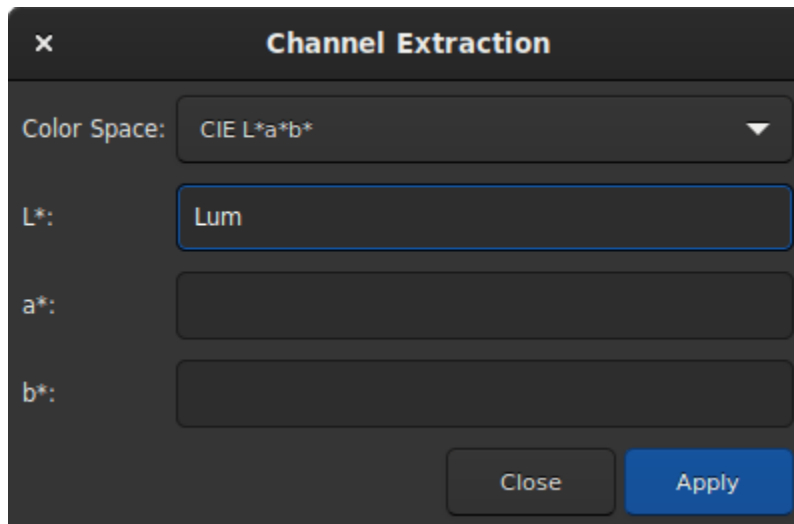 Channel Extraction
Color Space: CIE L*a*b*
L*: Lum
a*:
b*:
Close Apply